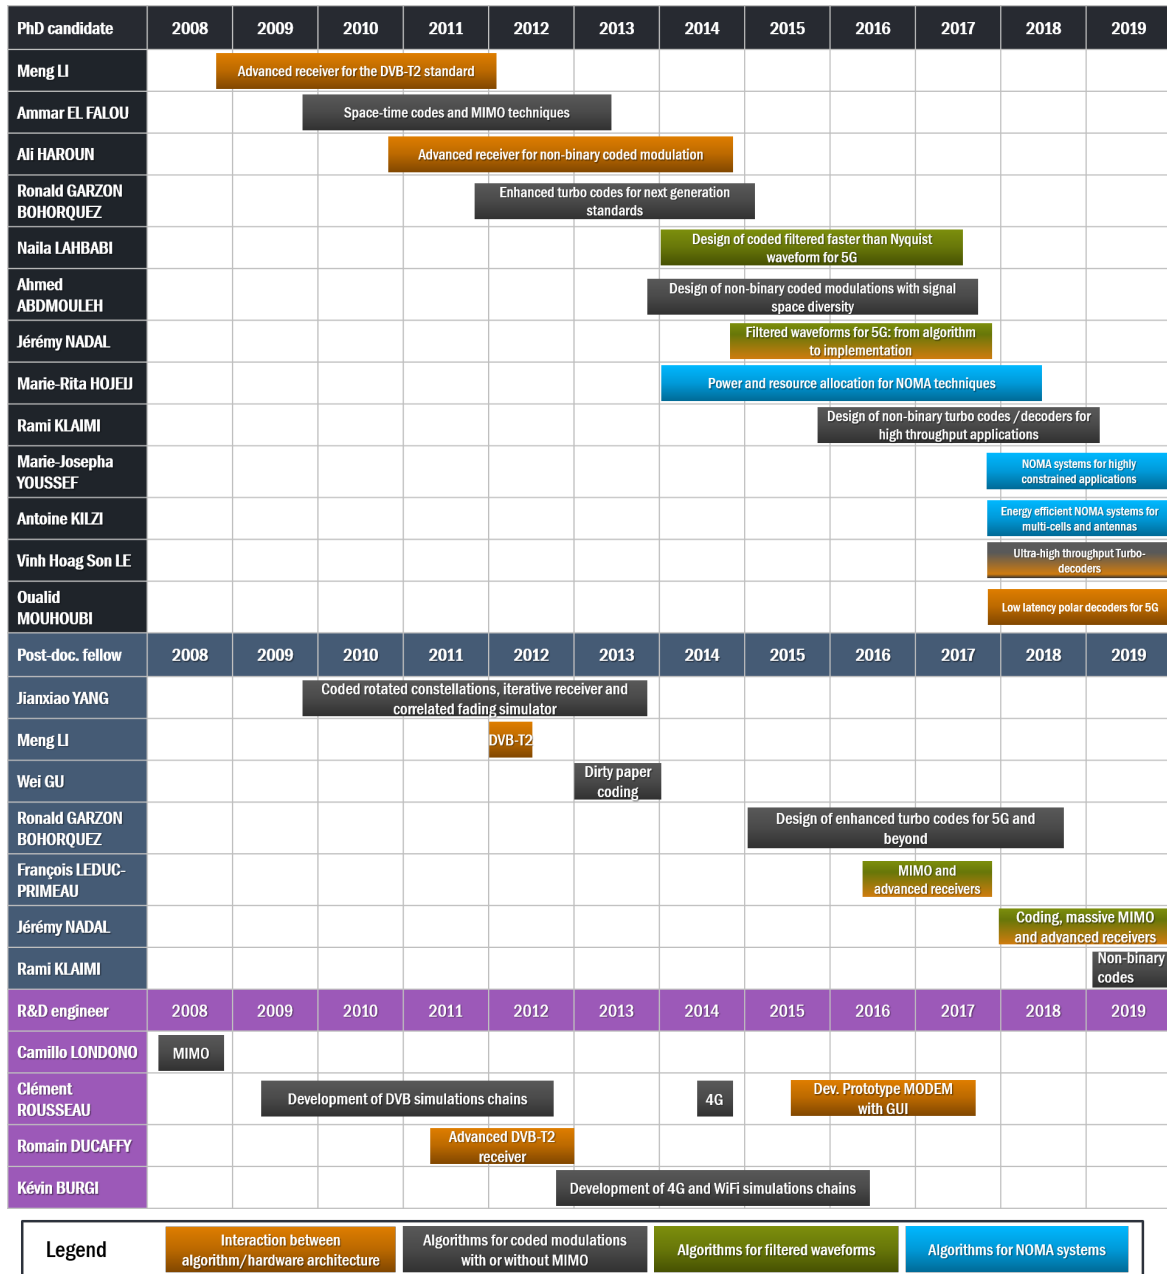 PhD candidate 2008 2009 2010 2011 2012 2013 2014 2015 2016 2017 2018 2019
Meng LI
Advanced receiver for the DVB-T2 standard
Ammar EL FALOU
Space-time codes and MIMO techniques
Ali HAROUN
Advanced receiver for non-binary coded modulation
Ronald GARZON
BOHORQUEZ
Enhanced turbo codes for next generation
standards
Naila LAHBABI
Design of coded filtered faster than Nyquist
waveform for 5G
Ahmed
ABDMOULEH
Design of non-binary coded modulations with signal
space diversity
Jérémy NADAL
Filtered waveforms for 5G: from algorithm
to implementation
Marie-Rita HOJEIJ
Power and resource allocation for NOMA techniques
Rami KLAIMI
Design of non-binary turbo codes /decoders for
high throughput applications
Marie-Josepha
YOUSSEF
NOMA systems for highly
constrained applications
Antoine KILZI
Energy efficient NOMA systems for
multi-cells and antennas
Vinh Hoag Son LE
Ultra-high throughput Turbo-
decoders
Oualid
MOUHOUBI
Low latency polar decoders for 5G
Post-doc. fellow 2008 2009 2010 2011 2012 2013 2014 2015 2016 2017 2018 2019
Jianxiao YANG
Coded rotated constellations, iterative receiver and
correlated fading simulator
Meng LI
DVB-T2
Wei GU
Dirty paper
coding
Ronald GARZON
BOHORQUEZ
Design of enhanced turbo codes for 5G and
beyond
François LEDUC-
PRIMEAU
MIMO and
advanced receivers
Jérémy NADAL
Coding, massive MIMO
and advanced receivers
Rami KLAIMI
Non-binary
codes
R&D engineer 2008 2009 2010 2011 2012 2013 2014 2015 2016 2017 2018 2019
Camillo LONDONO
MIMO
Clément
ROUSSEAU
Development of DVB simulations chains
4G
Dev. Prototype MODEM
with GUI
Romain DUCAFFY
Advanced DVB-T2
receiver
Kévin BURGI
Development of 4G and WiFi simulations chains
Legend
Interaction between
algorithm/hardware architecture
Algorithms for coded modulations
with or without MIMO
Algorithms for filtered waveforms
Algorithms for NOMA systems